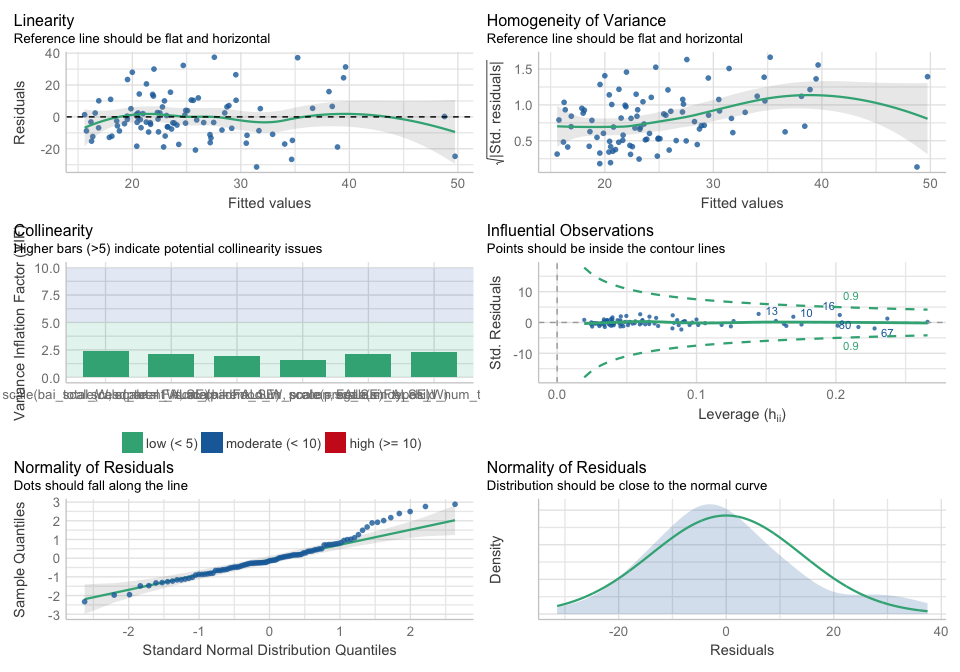 Linearity
Reference line should be flat and horizontal
Residuals
40
20
0
-20
20
30
40
50
Fitted values
Homogeneity of Variance
Reference line should be flat and horizontal
√|Std. residuals|
1.5
1.0
0.5
20
30
40
50
Fitted values
Collinearity
Higher bars (>5) indicate potential collinearity issues
Variance Inflation Factor
10.0
7.5
5.0
2.5
0.0
low (< 5)
moderate (< 10)
high (>= 10)
Influential Observations
Points should be inside the contour lines
Std. Residuals
10
0
-10
0.9
16
13
10
80
67
0.9
0.0
0.1
0.2
Leverage (hii)
Normality of Residuals
Dots should fall along the line
Sample Quantiles
3
2
1
0
-1
-2
-3
-2
-1
0
1
2
Standard Normal Distribution Quantiles
Normality of Residuals
Distribution should be close to the normal curve
Density
-20
0
20
40
Residuals